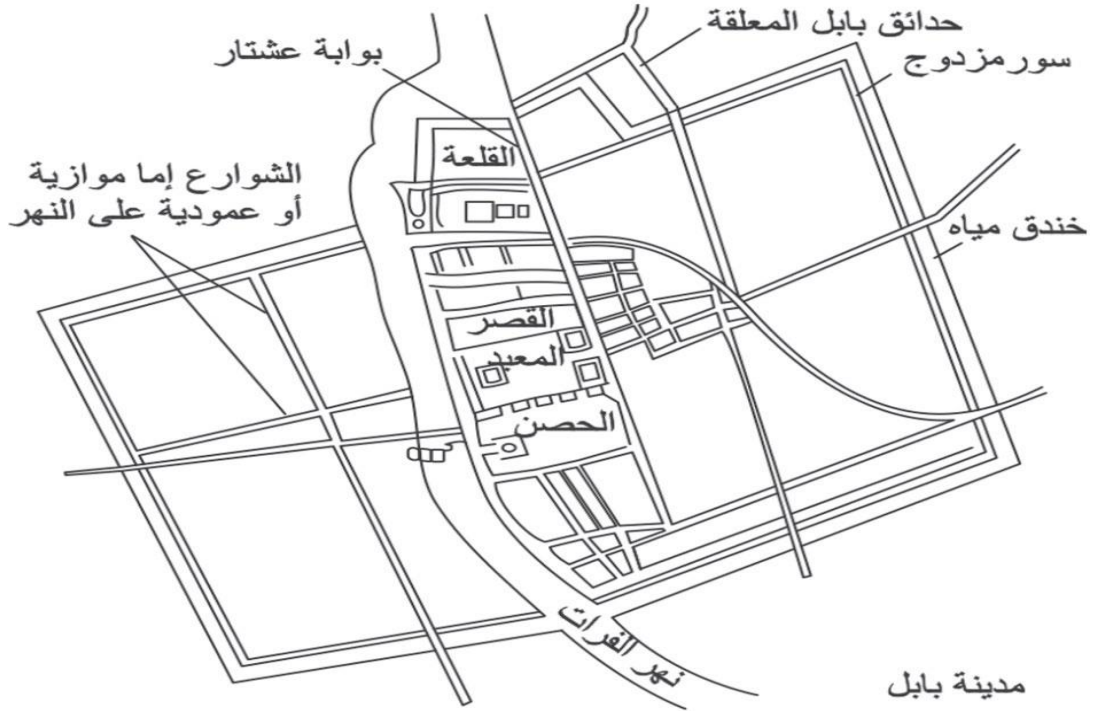 حدائق بابل المعلقة
بوابة عشتار
سور مزدوج
القلعة
الشوارع إما موازية
أو عمودية على النهر
خندق مياه
القصر
المعبد
الحصن
نهر الفرات
مدينة بابل